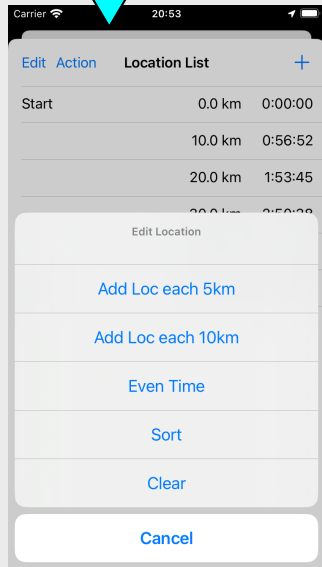 Carrier 20:53
Edit Action Location List +
Start 0.0 km 0:00:00
10.0 km 0:56:52
20.0 km 1:53:45
Edit Location
Add Loc each 5km
Add Loc each 10km
Even Time
Sort
Clear
Cancel